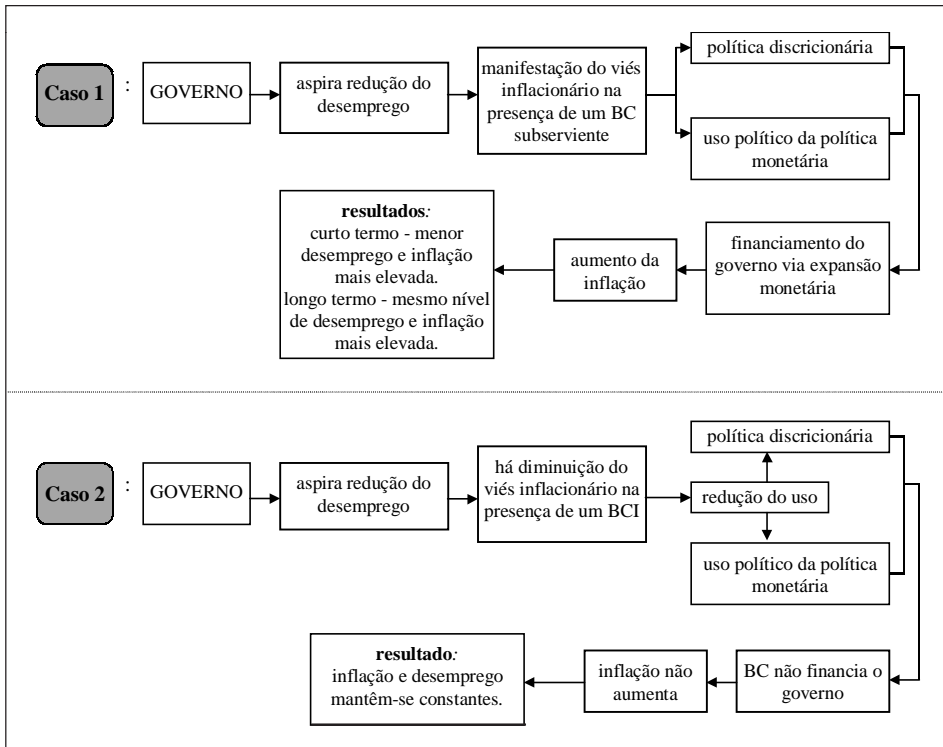 Caso 1
:
GOVERNO
aspira redução do
desemprego
manifestação do viés
inflacionário na
presença de um BC
subserviente
política discricionária
uso político da política
monetária
financiamento do
governo via expansão
monetária
aumento da
inflação
resultados:
curto termo - menor
desemprego e inflação
mais elevada.
longo termo - mesmo nível
de desemprego e inflação
mais elevada.
Caso 2
:
GOVERNO
aspira redução do
desemprego
há diminuição do
viés inflacionário na
presença de um BCI
redução do uso
política discricionária
uso político da política
monetária
BC não financia o
governo
inflação não
aumenta
resultado:
inflação e desemprego
mantêm-se constantes.